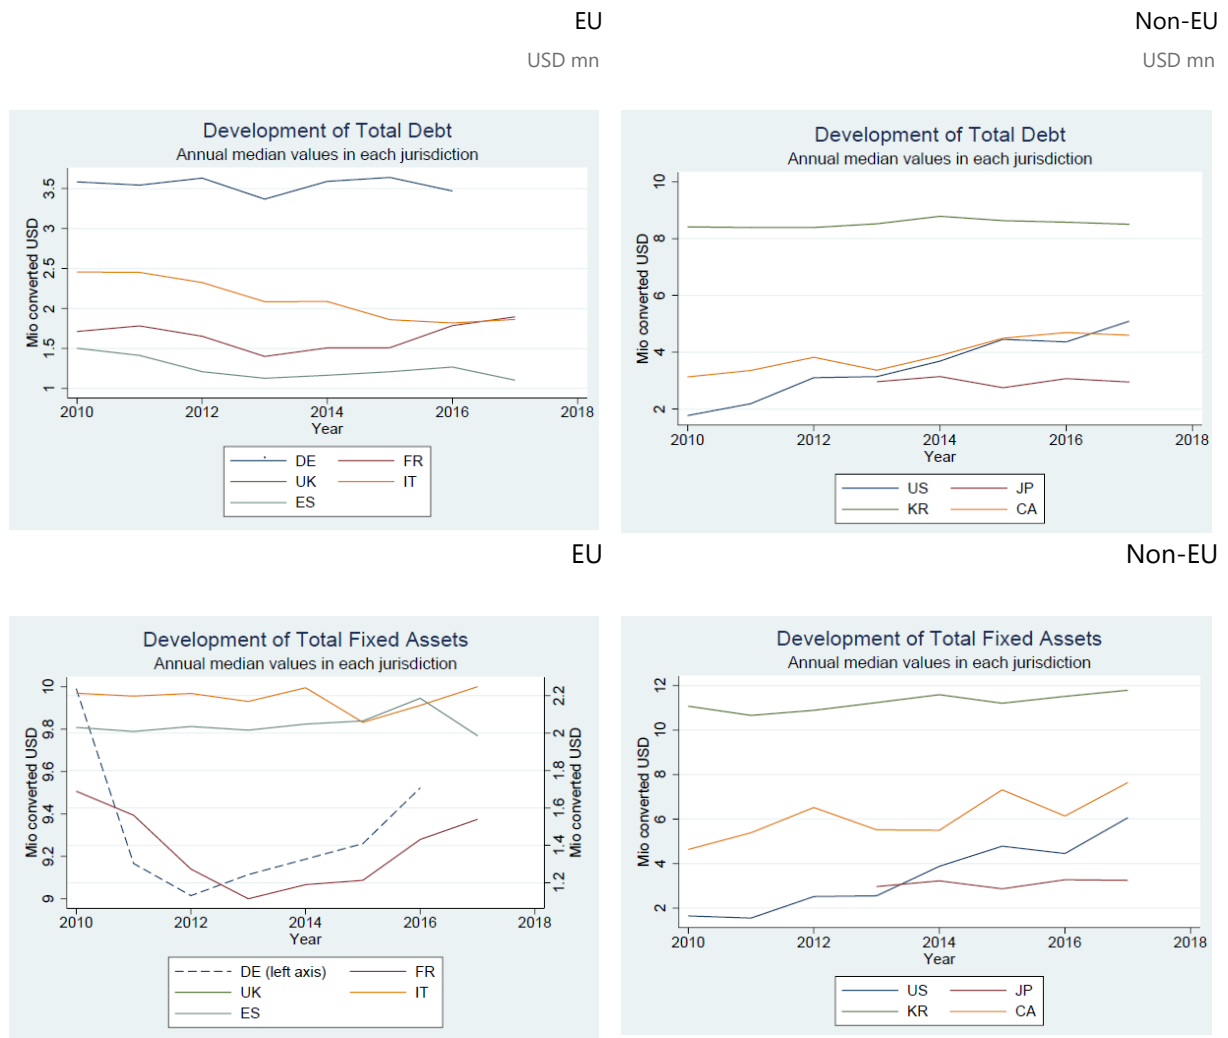 EU
USD mn
Non-EU
USD mn
Development of Total Debt
Annual median values in each jurisdiction
Mio converted USD
3.5
3
2.5
2
1.5
1
2010 2012 2014 2016 2018
Year
DE FR
UK IT
ES
Development of Total Debt
Annual median values in each jurisdiction
Mio converted USD
10
8
6
4
2
2010 2012 2014 2016 2018
Year
US JP
KR CA
EU
Non-EU
Development of Total Fixed Assets
Annual median values in each jurisdiction
Mio converted USD
10
9.8
9.6
9.4
9.2
9
2.2
2
1.8
1.6
1.4
1.2
Mio converted USD
2010 2012 2014 2016 2018
Year
DE (left axis) FR
UK IT
ES
Development of Total Fixed Assets
Annual median values in each jurisdiction
Mio converted USD
12
10
8
6
4
2
2010 2012 2014 2016 2018
Year
US JP
KR CA